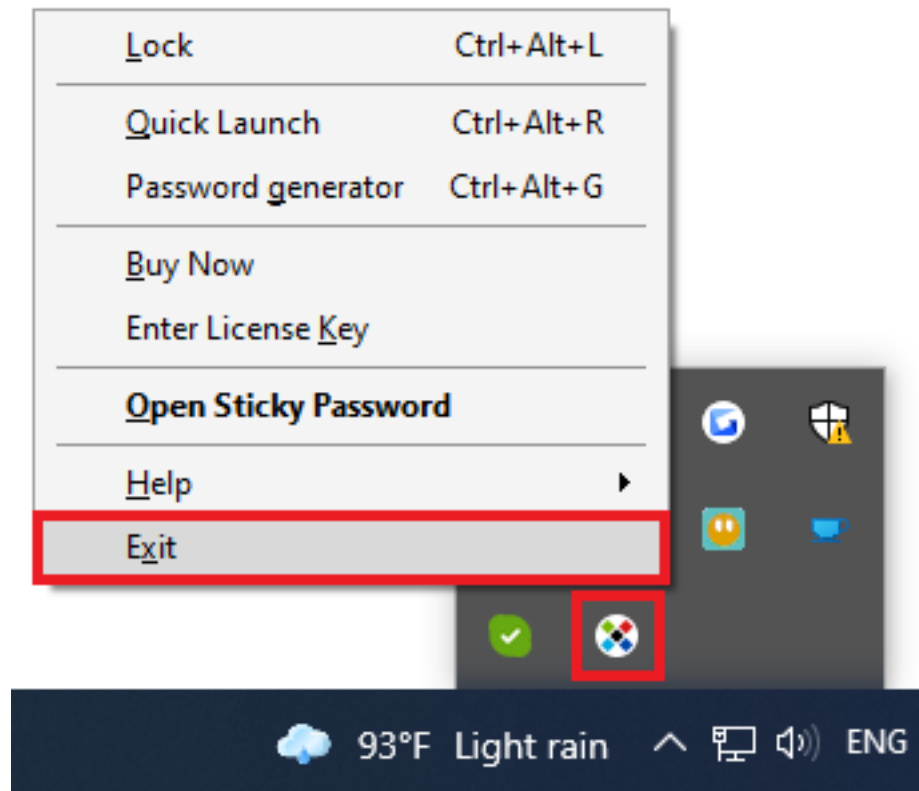 Lock Ctrl+Alt+L
Quick Launch Ctrl+Alt+R
Password generator Ctrl+Alt+G
Buy Now
Enter License Key
Open Sticky Password
Help
Exit
93°F Light rain ENG